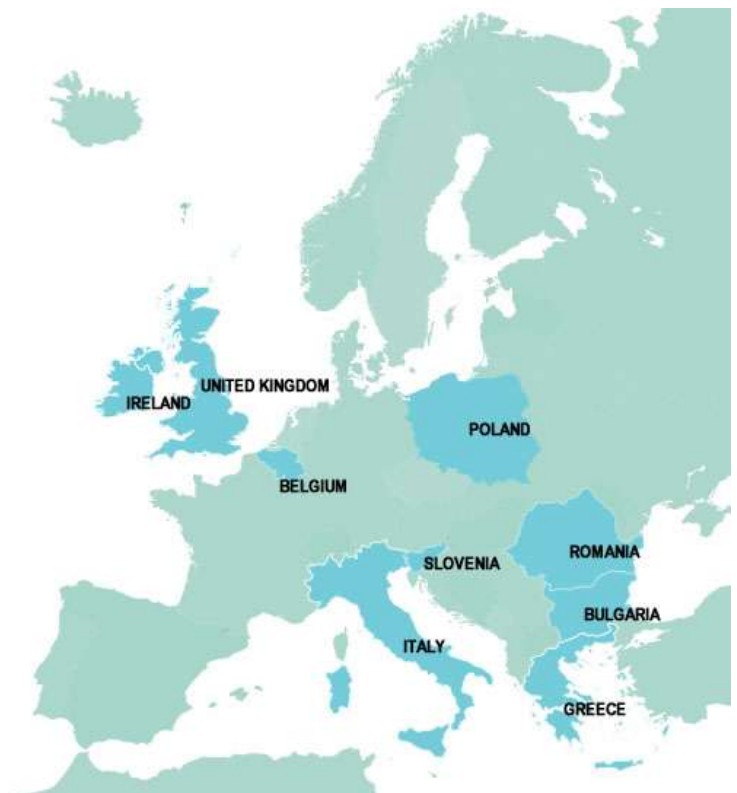 UNITED KINGDOM
IRELAND
POLAND
BELGIUM
ROMANIA
SLOVENIA
BULGARIA
ITALY
GREECE